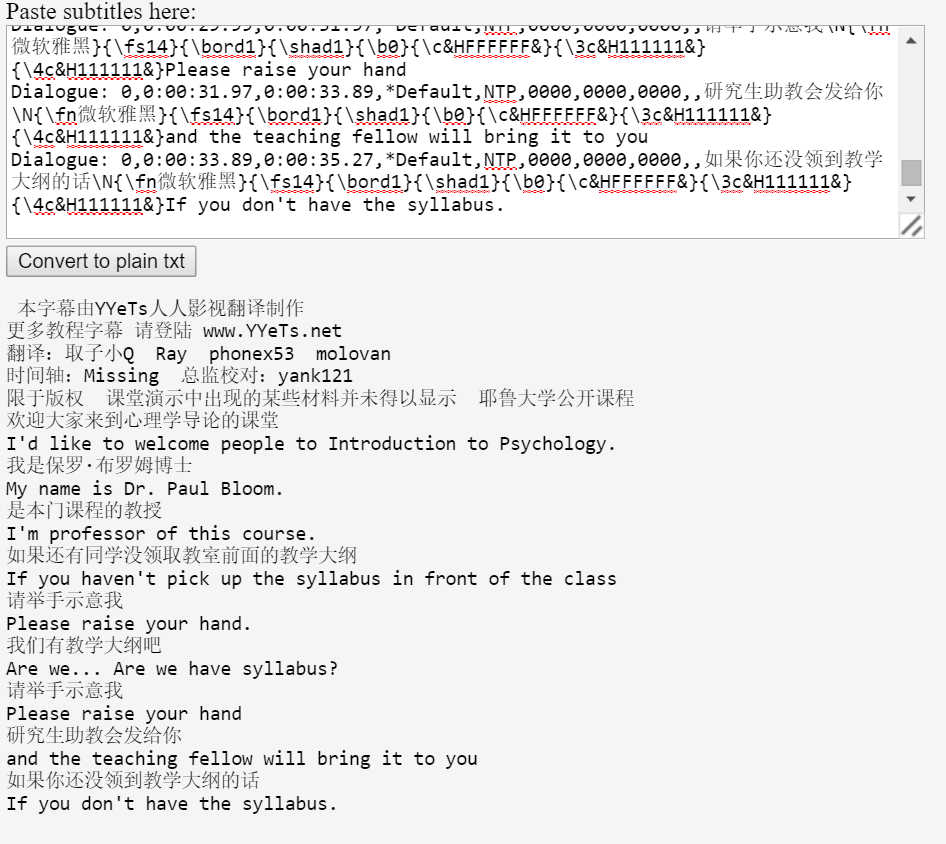 Paste subtitles here:
Dialogue: 0,0:00:29.99,0:00:31.97,*Default,NTP,0000,0000,0000,,请举手示意我\N{\fn
微软雅黑}{\fs14}{\bord1}{\shad1}{\b0}{\c&HFFFFFF&}{\3c&H111111&}
{\4c&H111111&}Please raise your hand
Dialogue: 0,0:00:31.97,0:00:33.89,*Default,NTP,0000,0000,0000,,研究生助教会发给你
\N{\fn微软雅黑}{\fs14}{\bord1}{\shad1}{\b0}{\c&HFFFFFF&}{\3c&H111111&}
{\4c&H111111&}and the teaching fellow will bring it to you
Dialogue: 0,0:00:33.89,0:00:35.27,*Default,NTP,0000,0000,0000,,如果你还没领到教学
大纲的话\N{\fn微软雅黑}{\fs14}{\bord1}{\shad1}{\b0}{\c&HFFFFFF&}{\3c&H111111&}
{\4c&H111111&}If you don't have the syllabus.
Convert to plain txt
本字幕由YYeTs人人影视翻译制作
更多教程字幕 请登陆 www.YYeTs.net
翻译: 取子小Q  Ray  phonex53  molovan
时间轴: Missing  总监校对: yank121
限于版权  课堂演示中出现的某些材料并未得以显示  耶鲁大学公开课程
欢迎大家来到心理学导论的课堂
I'd like to welcome people to Introduction to Psychology.
我是保罗·布罗姆博士
My name is Dr. Paul Bloom.
是本门课程的教授
I'm professor of this course.
如果还有同学没领取教室前面的教学大纲
If you haven't pick up the syllabus in front of the class
请举手示意我
Please raise your hand.
我们有教学大纲吧
Are we... Are we have syllabus?
请举手示意我
Please raise your hand
研究生助教会发给你
and the teaching fellow will bring it to you
如果你还没领到教学大纲的话
If you don't have the syllabus.